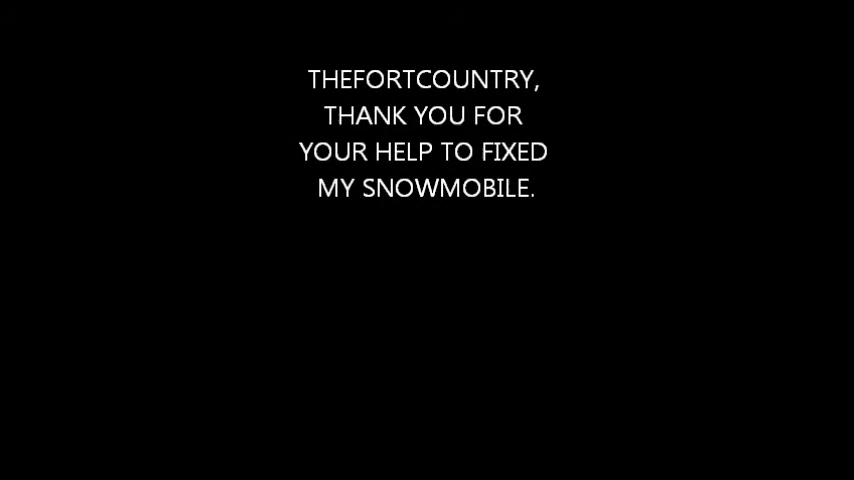 THEFORTCOUNTRY,
THANK YOU FOR
YOUR HELP TO FIXED
MY SNOWMOBILE.